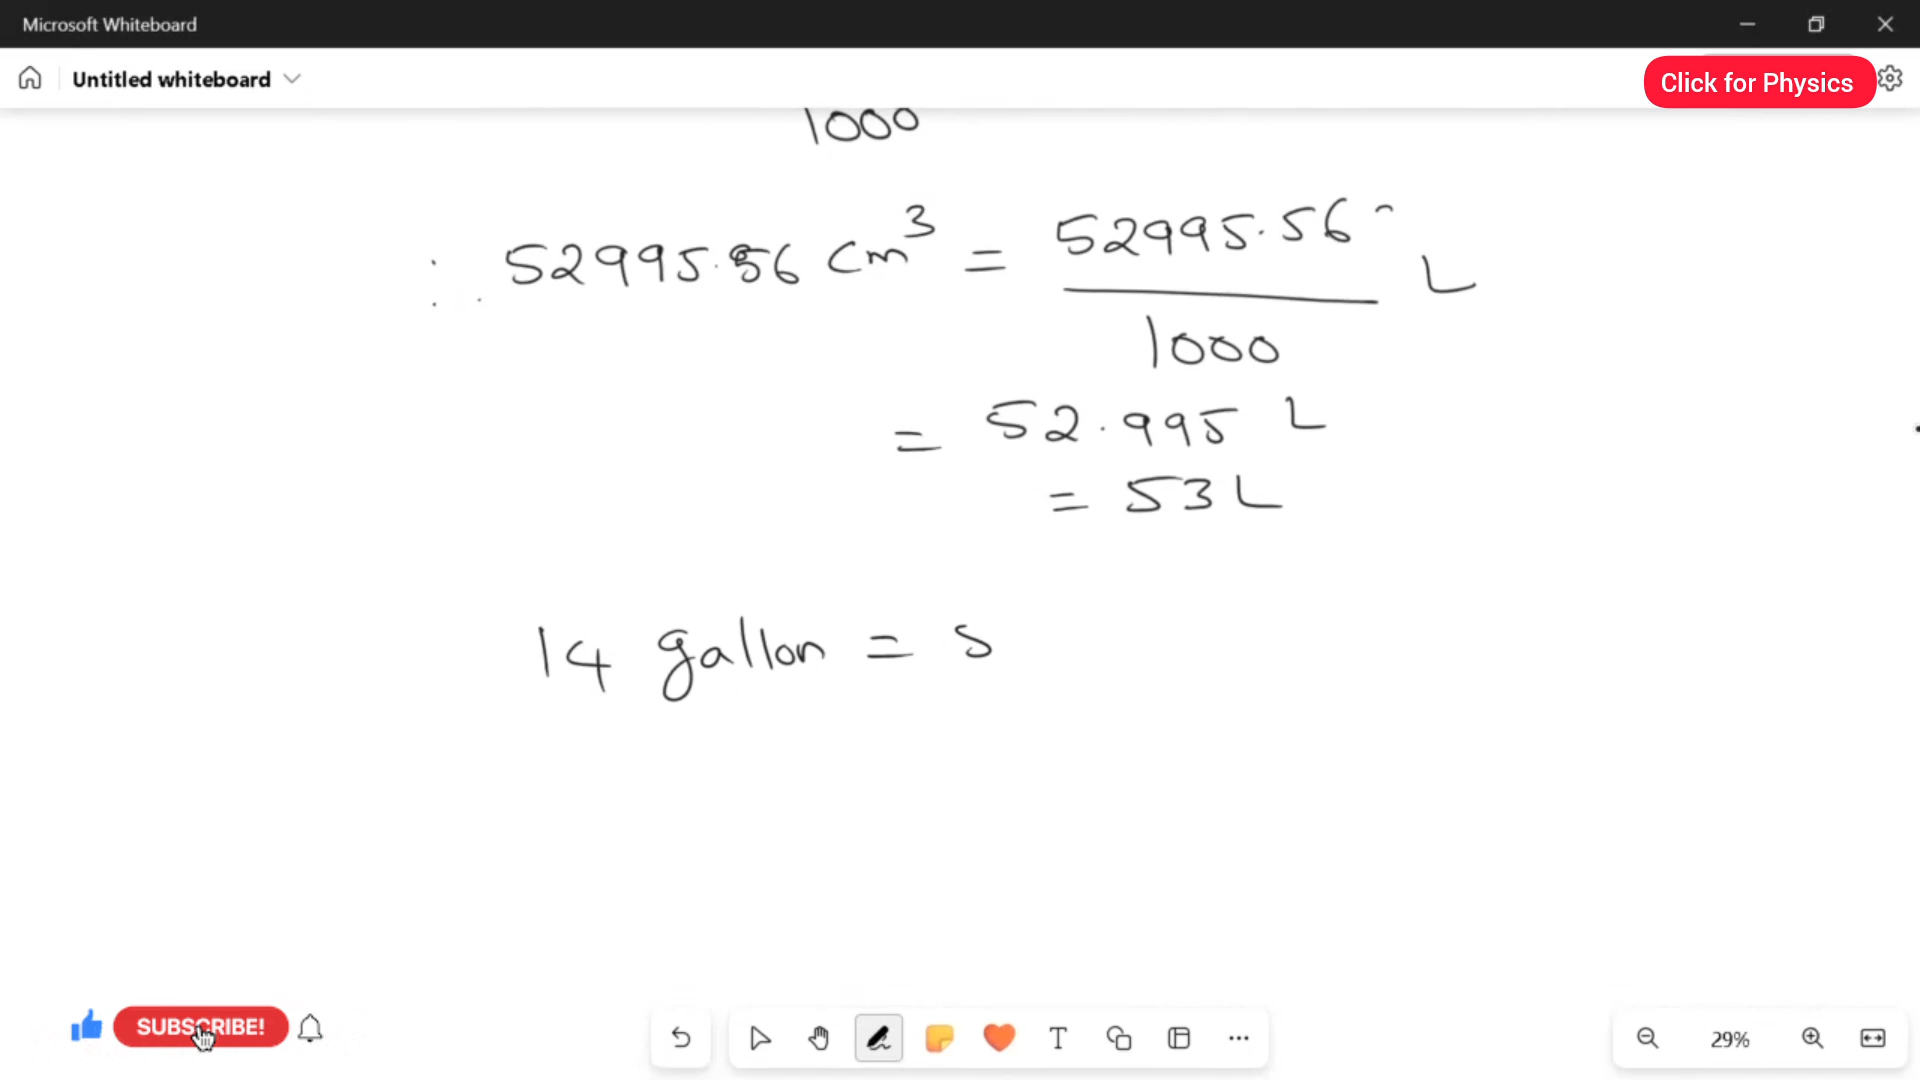 Microsoft Whiteboard
Untitled whiteboard
Click for Physics
1000
∴ 52995.56 cm³ = 52995.56 L
1000
= 52.995 L
= 53 L
14 gallon = 5
SUBSCRIBE!
T
29%